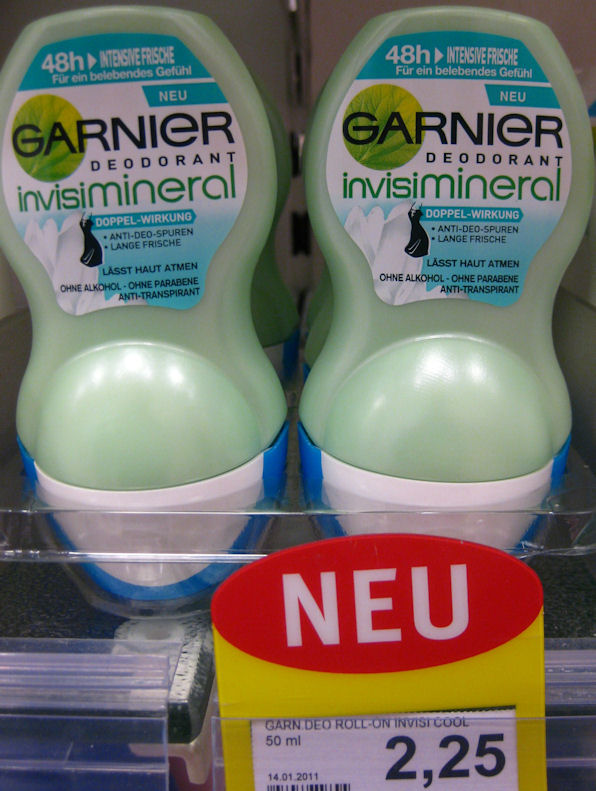 48h INTENSIVE FRISCHE
Für ein belebendes Gefühl
NEU
GARNIER
DEODORANT
invisimineral
DOPPEL-WIRKUNG
• ANTI-DEO-SPUREN
• LANGE FRISCHE
LÄSST HAUT ATMEN
OHNE ALKOHOL - OHNE PARABENE
ANTI-TRANSPIRANT
48h INTENSIVE FRISCHE
Für ein belebendes Gefühl
NEU
GARNIER
DEODORANT
invisimineral
DOPPEL-WIRKUNG
• ANTI-DEO-SPUREN
• LANGE FRISCHE
LÄSST HAUT ATMEN
OHNE ALKOHOL - OHNE PARABENE
ANTI-TRANSPIRANT
NEU
GARN.DEO ROLL-ON INVISI COOL
50 ml
2,25
14.01.2011